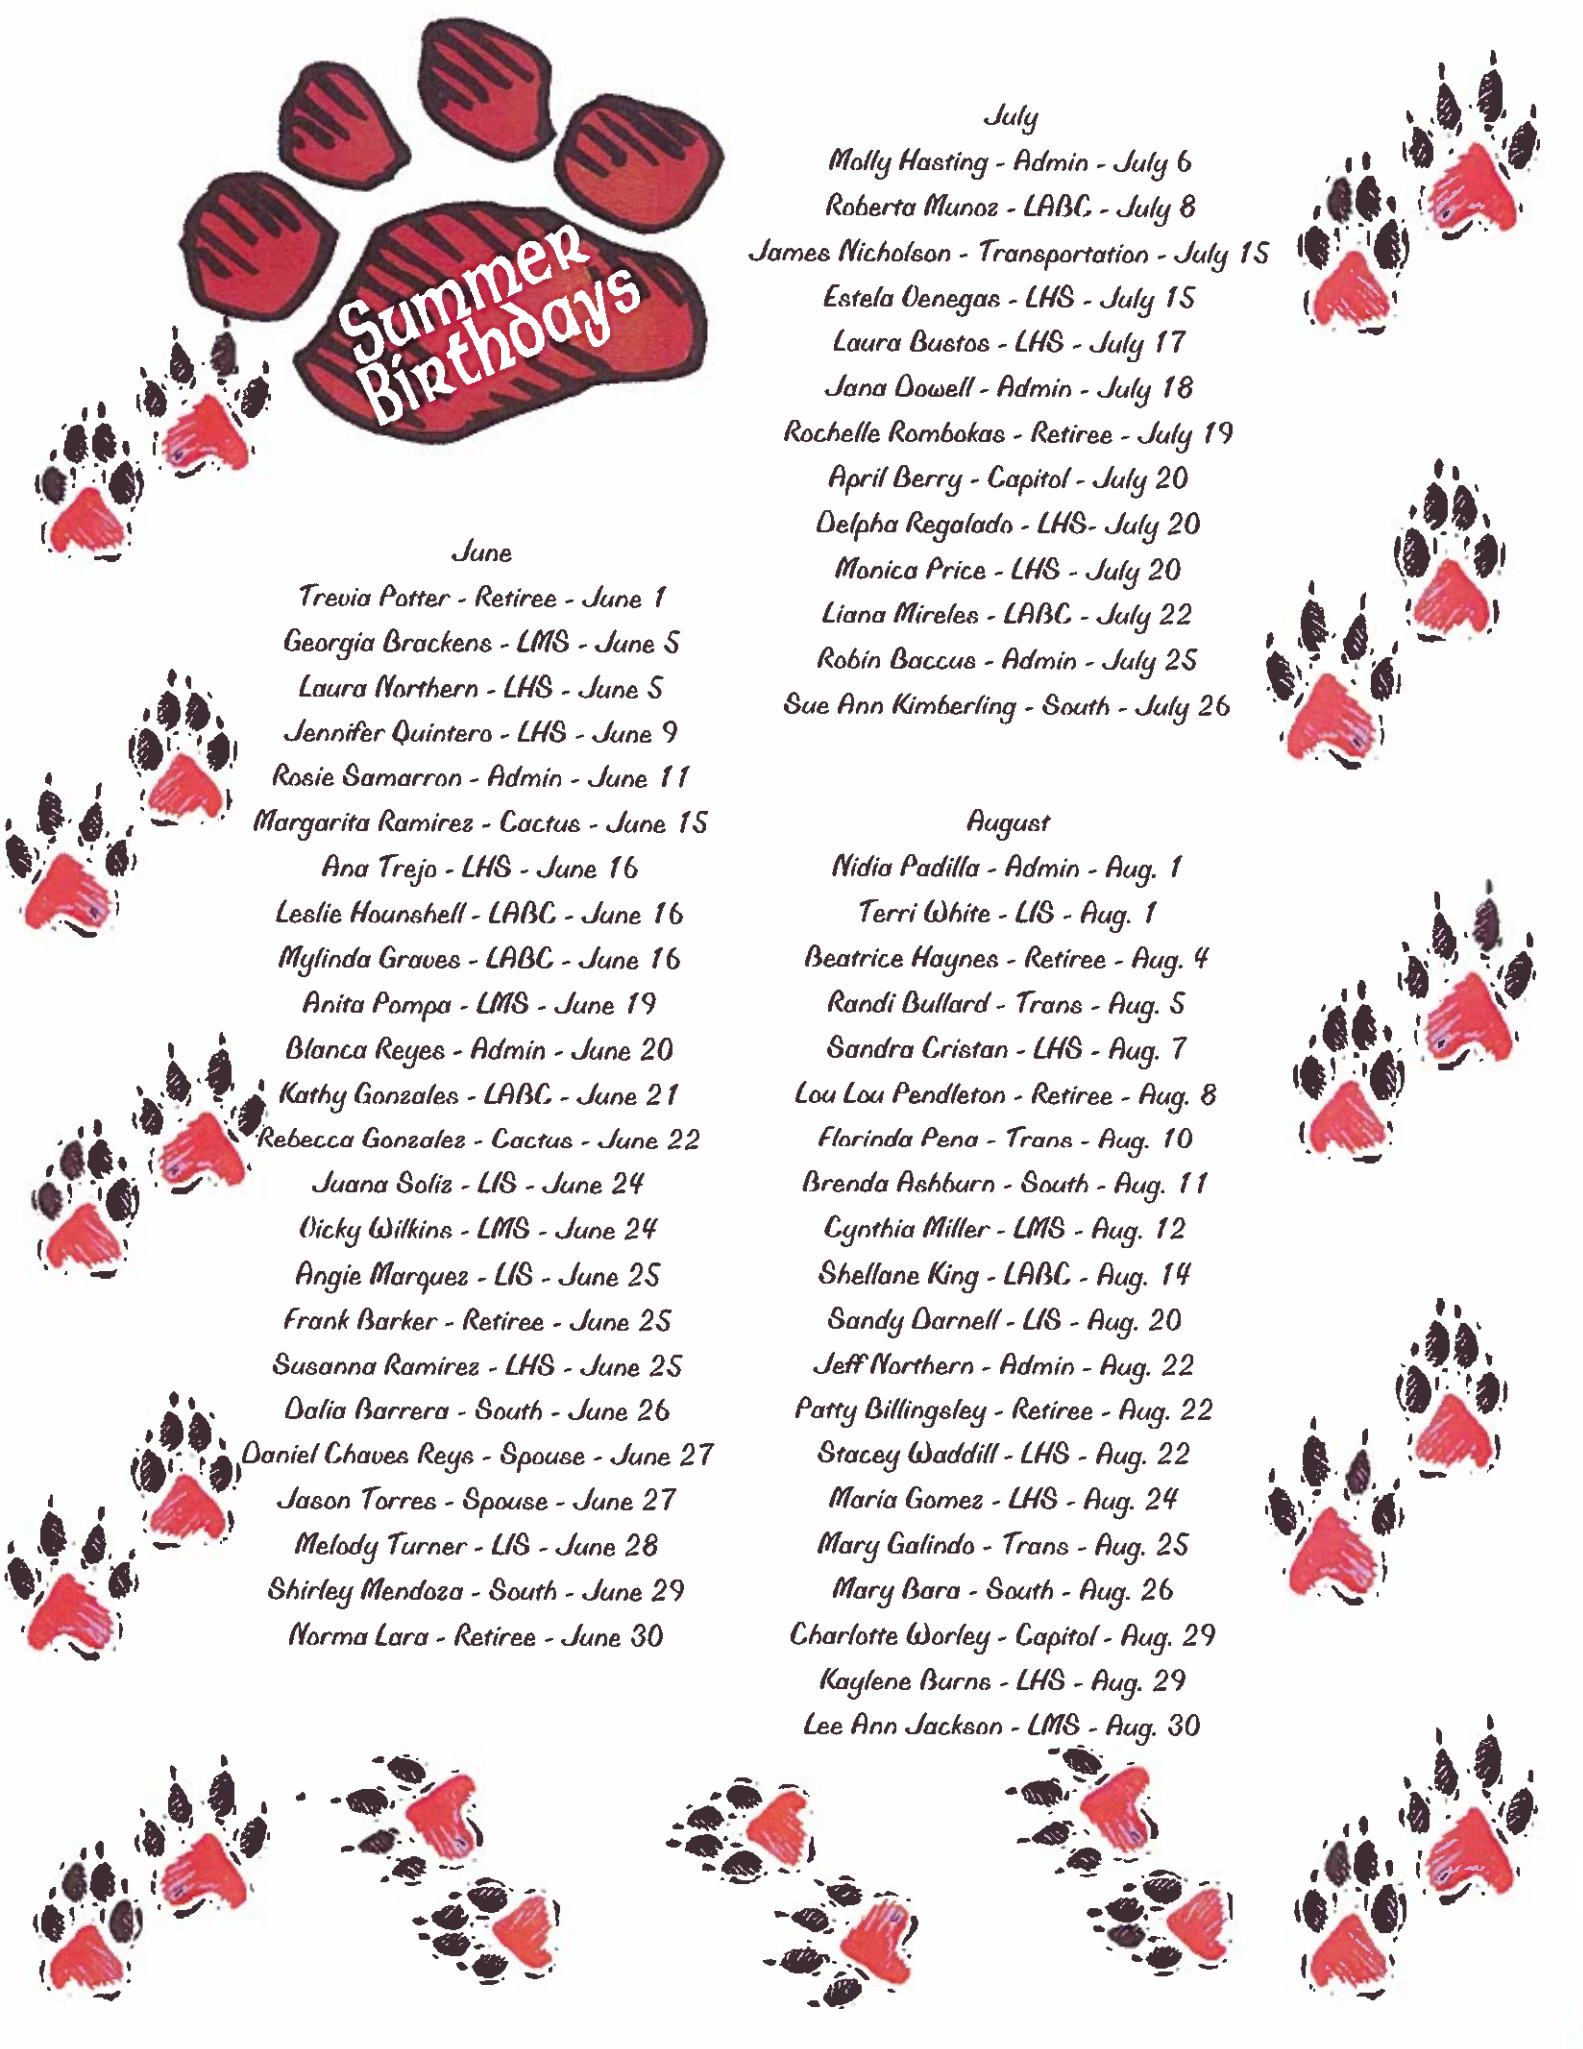 Summer
Birthdays
June
Trevia Potter - Retiree - June 1
Georgia Brackens - LMS - June 5
Laura Northern - LHS - June 5
Jennifer Quintero - LHS - June 9
Rosie Samarron - Admin - June 11
Margarita Ramirez - Cactus - June 15
Ana Trejo - LHS - June 16
Leslie Hounshell - LABC - June 16
Mylinda Graves - LABC - June 16
Anita Pompa - LMS - June 19
Blanca Reyes - Admin - June 20
Kathy Gonzales - LABC - June 21
Rebecca Gonzalez - Cactus - June 22
Juana Soliz - LIS - June 24
Vicky Wilkins - LMS - June 24
Angie Marquez - LIS - June 25
Frank Barker - Retiree - June 25
Susanna Ramirez - LHS - June 25
Dalia Barrera - South - June 26
Daniel Chaves Reys - Spouse - June 27
Jason Torres - Spouse - June 27
Melody Turner - LIS - June 28
Shirley Mendoza - South - June 29
Norma Lara - Retiree - June 30
July
Molly Hasting - Admin - July 6
Roberta Munoz - LABC - July 8
James Nicholson - Transportation - July 15
Estela Venegas - LHS - July 15
Laura Bustos - LHS - July 17
Jana Dowell - Admin - July 18
Rochelle Rombokas - Retiree - July 19
April Berry - Capitol - July 20
Delpha Regalado - LHS- July 20
Monica Price - LHS - July 20
Liana Mireles - LABC - July 22
Robin Baccus - Admin - July 25
Sue Ann Kimberling - South - July 26
August
Nidia Padilla - Admin - Aug. 1
Terri White - LIS - Aug. 1
Beatrice Haynes - Retiree - Aug. 4
Randi Bullard - Trans - Aug. 5
Sandra Cristan - LHS - Aug. 7
Lou Lou Pendleton - Retiree - Aug. 8
Florinda Pena - Trans - Aug. 10
Brenda Ashburn - South - Aug. 11
Cynthia Miller - LMS - Aug. 12
Shellane King - LABC - Aug. 14
Sandy Darnell - LIS - Aug. 20
Jeff Northern - Admin - Aug. 22
Patty Billingsley - Retiree - Aug. 22
Stacey Waddill - LHS - Aug. 22
Maria Gomez - LHS - Aug. 24
Mary Galindo - Trans - Aug. 25
Mary Bara - South - Aug. 26
Charlotte Worley - Capitol - Aug. 29
Kaylene Burns - LHS - Aug. 29
Lee Ann Jackson - LMS - Aug. 30